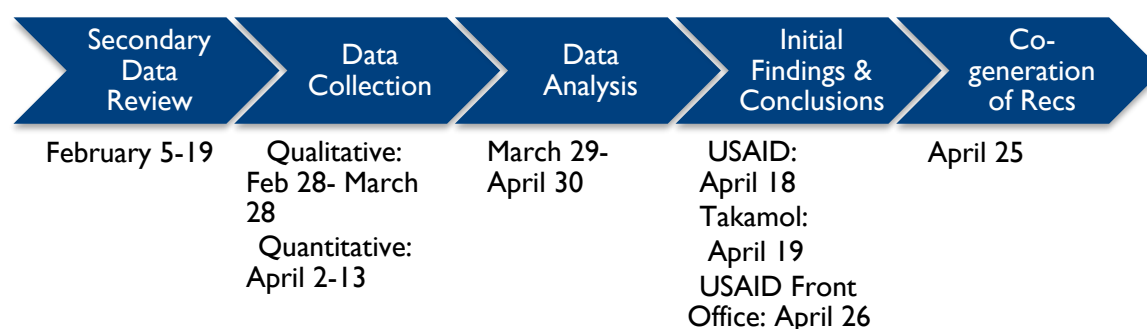 Secondary
Data
Review
Data
Collection
Data
Analysis
Initial
Findings &
Conclusions
Co-
generation
of Recs
February 5-19
Qualitative:
Feb 28- March
28
Quantitative:
April 2-13
March 29-
April 30
USAID:
April 18
Takamol:
April 19
USAID Front
Office: April 26
April 25